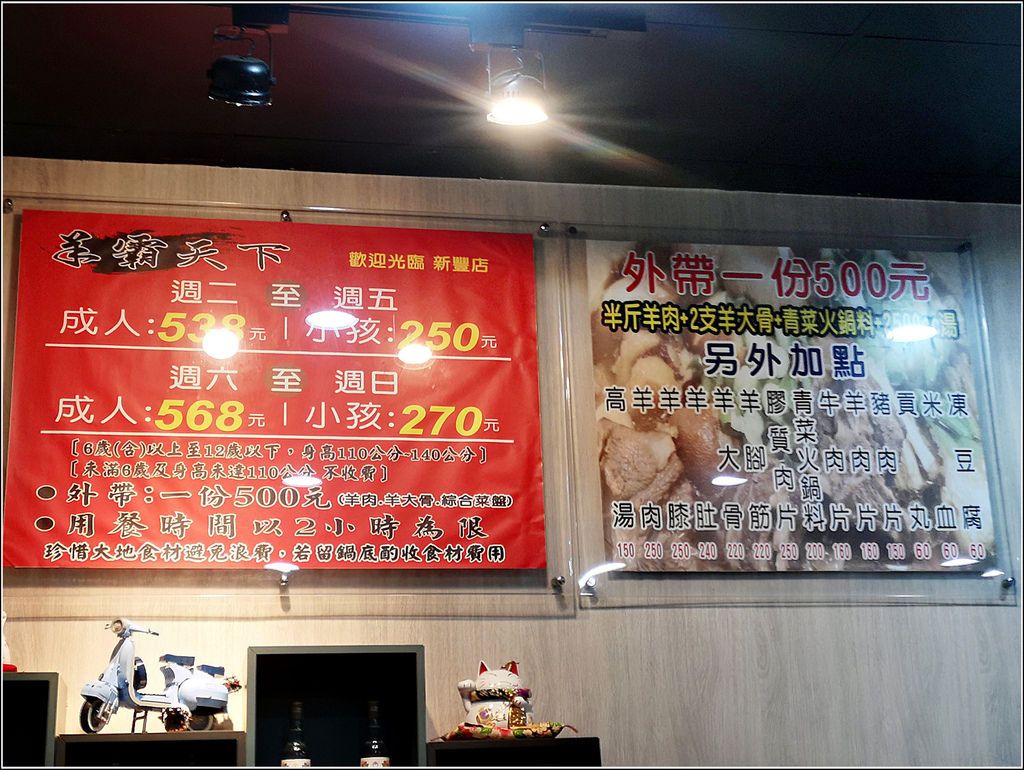 羊霸天下
歡迎光臨 新豐店
週二 至 週五
成人:538元 | 小孩:250元
週六 至 週日
成人:568元 | 小孩:270元
[6歲(含)以上至12歲以下，身高110公分~140公分]
[未滿6歲及身高未達110公分 不收費]
●外帶:一份500元(羊肉.羊大骨.綜合菜盤)
●用餐時間以2小時為限
珍惜大地食材避免浪費，若留鍋底酌收食材費用
外帶一份500元
半斤羊肉+2支羊大骨+青菜火鍋料+湯
另外加點
高湯 150
羊肉 250
羊膝 250
羊肚 240
羊大骨 220
羊腳筋 220
膠質肉片 250
青菜火鍋料 200
牛肉片 160
羊肉片 160
豬肉片 150
貢丸 60
米血 60
凍豆腐 60